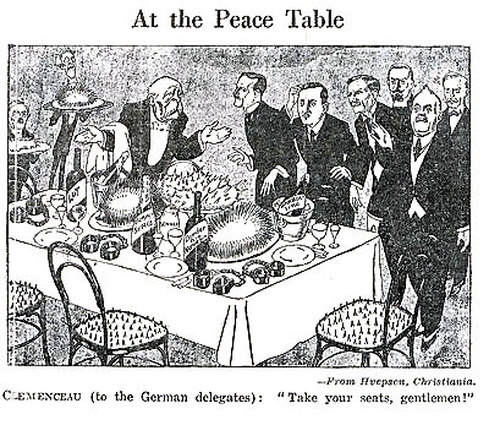 At the Peace Table
—From Hvepsen, Christiania.
CLEMENCEAU (to the German delegates): "Take your seats, gentlemen!"